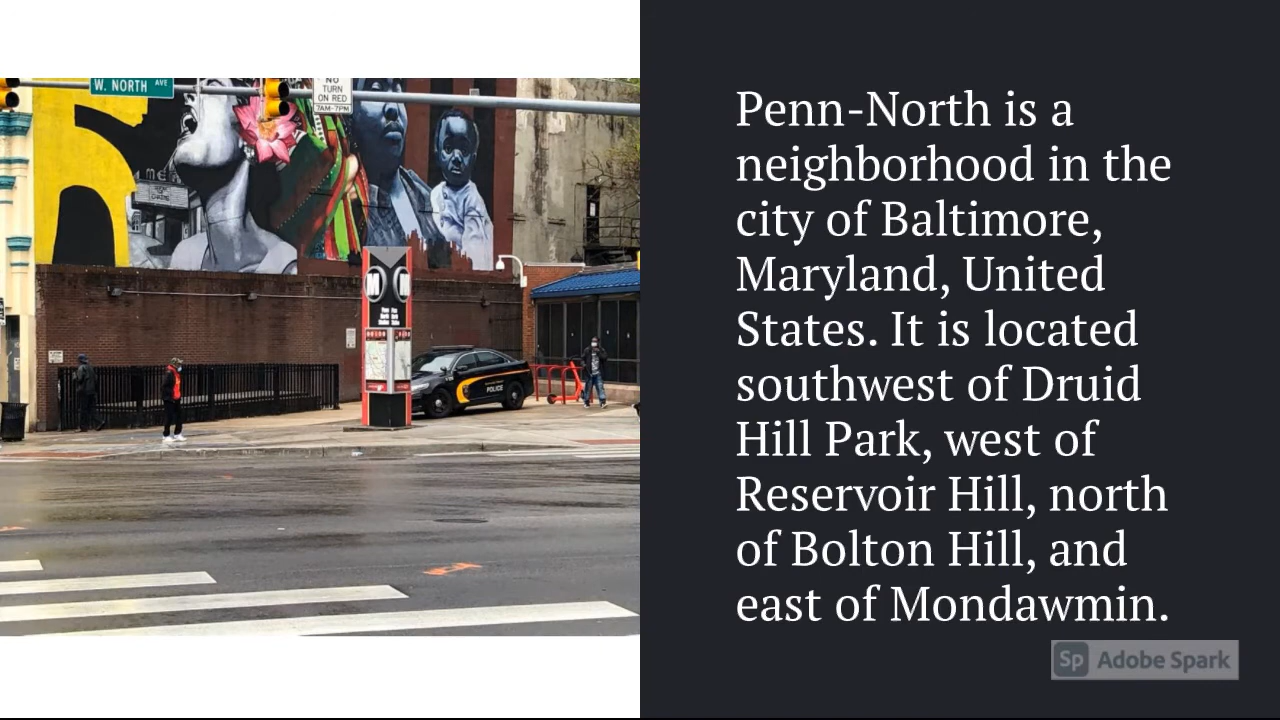 W. NORTH AVE
NO
TURN
ON RED
7AM-7PM
M M
POLICE
Penn-North is a
neighborhood in the
city of Baltimore,
Maryland, United
States. It is located
southwest of Druid
Hill Park, west of
Reservoir Hill, north
of Bolton Hill, and
east of Mondawmin.
Sp Adobe Spark